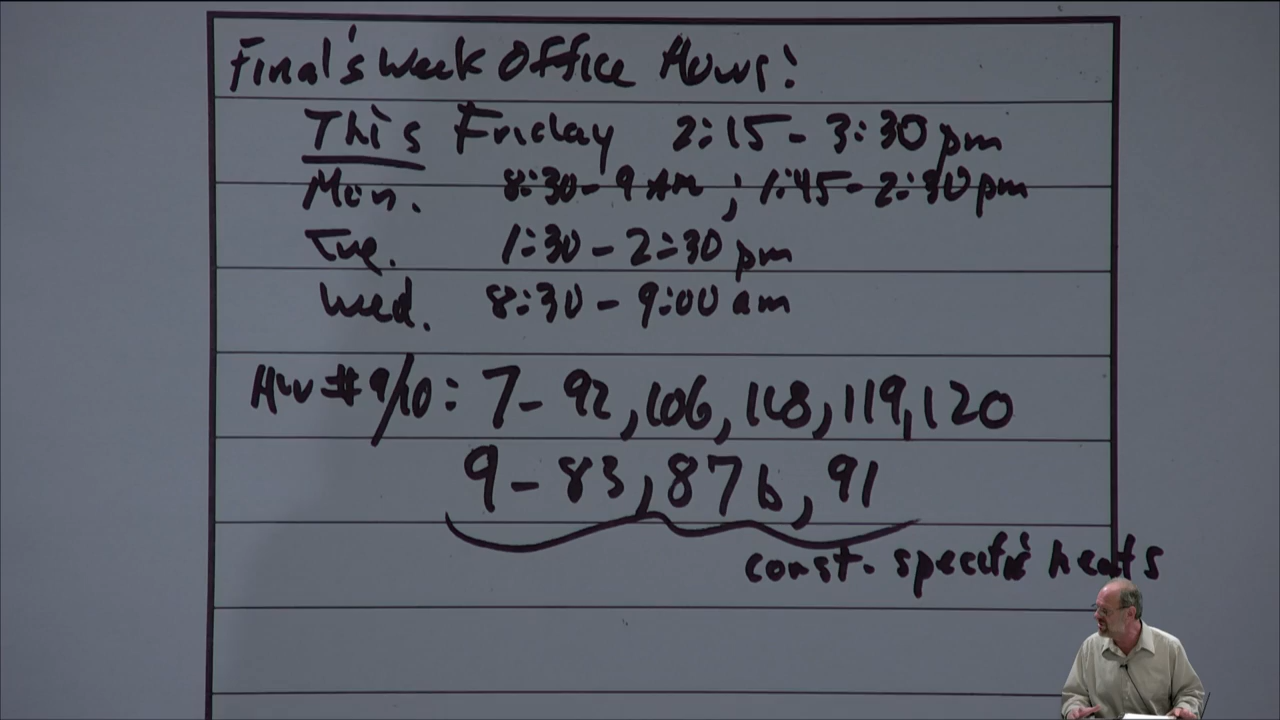 Final's Week Office Hours:
This Friday 2:15 - 3:30 pm
Mon. 8:30 - 9 AM ; 1:45 - 2:30 pm
Tue. 1:30 - 2:30 pm
Wed. 8:30 - 9:00 am
HW # 9/10: 7 - 92, 106, 118, 119, 120
9 - 83, 87b, 91
const. specific heats